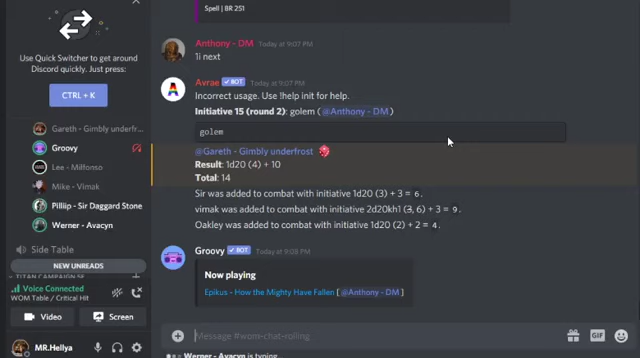 Spell | BR 251
Use Quick Switcher to get around
Discord quickly. Just press:
CTRL + K
Gareth - Gimbly underfr...
Groovy
Lee - Milfonso
Mike - Vimak
Pilliip - Sir Daggard Stone
Werner - Avacyn
Side Table
NEW UNREADS
Voice Connected
WOM Table / Critical Hit
Video
Screen
MR.Hellya
Anthony - DM Today at 9:07 PM
1i next
Avrae BOT Today at 9:07 PM
Incorrect usage. Use !help init for help.
Initiative 15 (round 2): golem (@Anthony - DM)
golem
@Gareth - Gimbly underfrost
Result: 1d20 (4) + 10
Total: 14
Sir was added to combat with initiative 1d20 (3) + 3 = 6.
vimak was added to combat with initiative 2d20kh1 (3, 6) + 3 = 9.
Oakley was added to combat with initiative 1d20 (2) + 2 = 4.
Groovy BOT Today at 9:08 PM
Now playing
Epikus - How the Mighty Have Fallen [@Anthony - DM]
Message #wom-chat-rolling
GIF
Werner - Avacyn is typing...